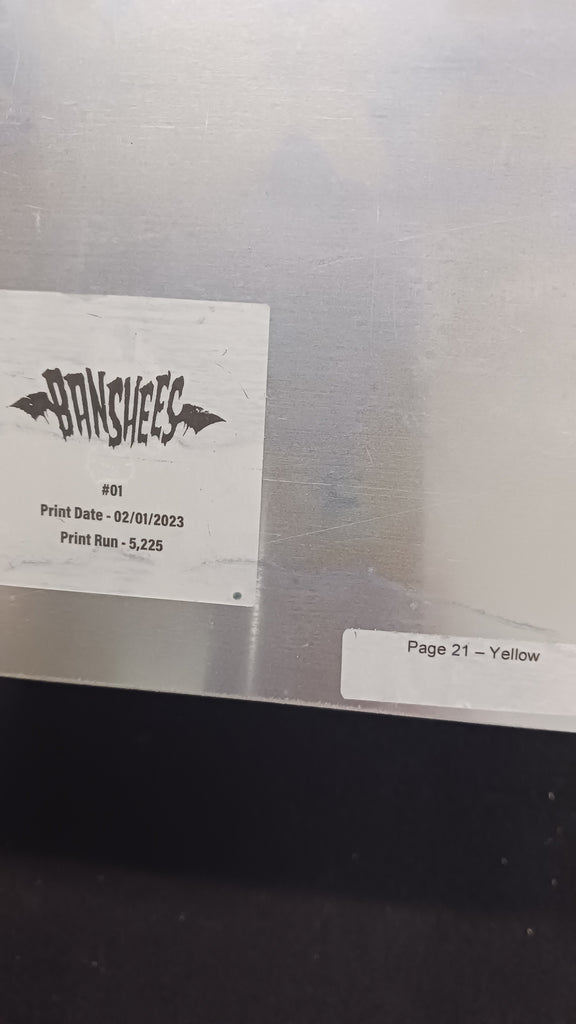 BANSHEES
#01
Print Date - 02/01/2023
Print Run - 5,225
Page 21 – Yellow